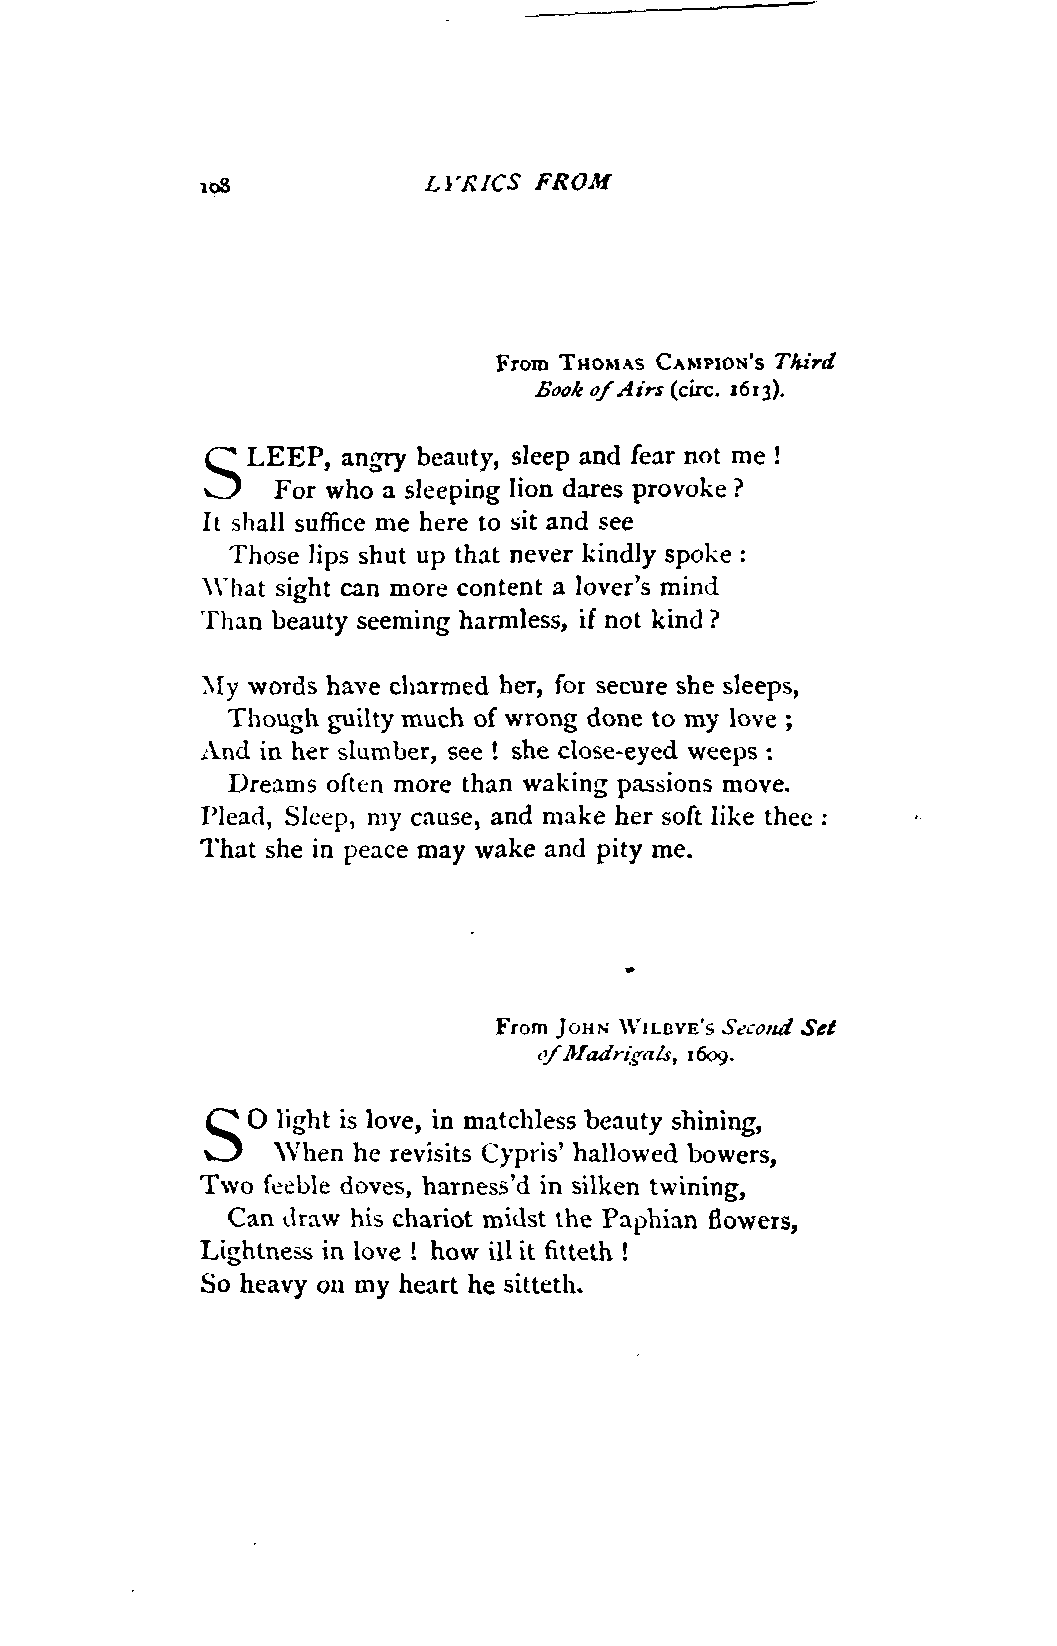 108 LYRICS FROM
From THOMAS CAMPION'S Third
Book of Airs (circ. 1613).
SLEEP, angry beauty, sleep and fear not me !
For who a sleeping lion dares provoke ?
It shall suffice me here to sit and see
Those lips shut up that never kindly spoke :
What sight can more content a lover's mind
Than beauty seeming harmless, if not kind ?
My words have charmed her, for secure she sleeps,
Though guilty much of wrong done to my love ;
And in her slumber, see ! she close-eyed weeps :
Dreams often more than waking passions move.
Plead, Sleep, my cause, and make her soft like thee :
That she in peace may wake and pity me.
From JOHN WILBYE'S Second Set
of Madrigals, 1609.
SO light is love, in matchless beauty shining,
When he revisits Cypris' hallowed bowers,
Two feeble doves, harness'd in silken twining,
Can draw his chariot midst the Paphian flowers,
Lightness in love ! how ill it fitteth !
So heavy on my heart he sitteth.